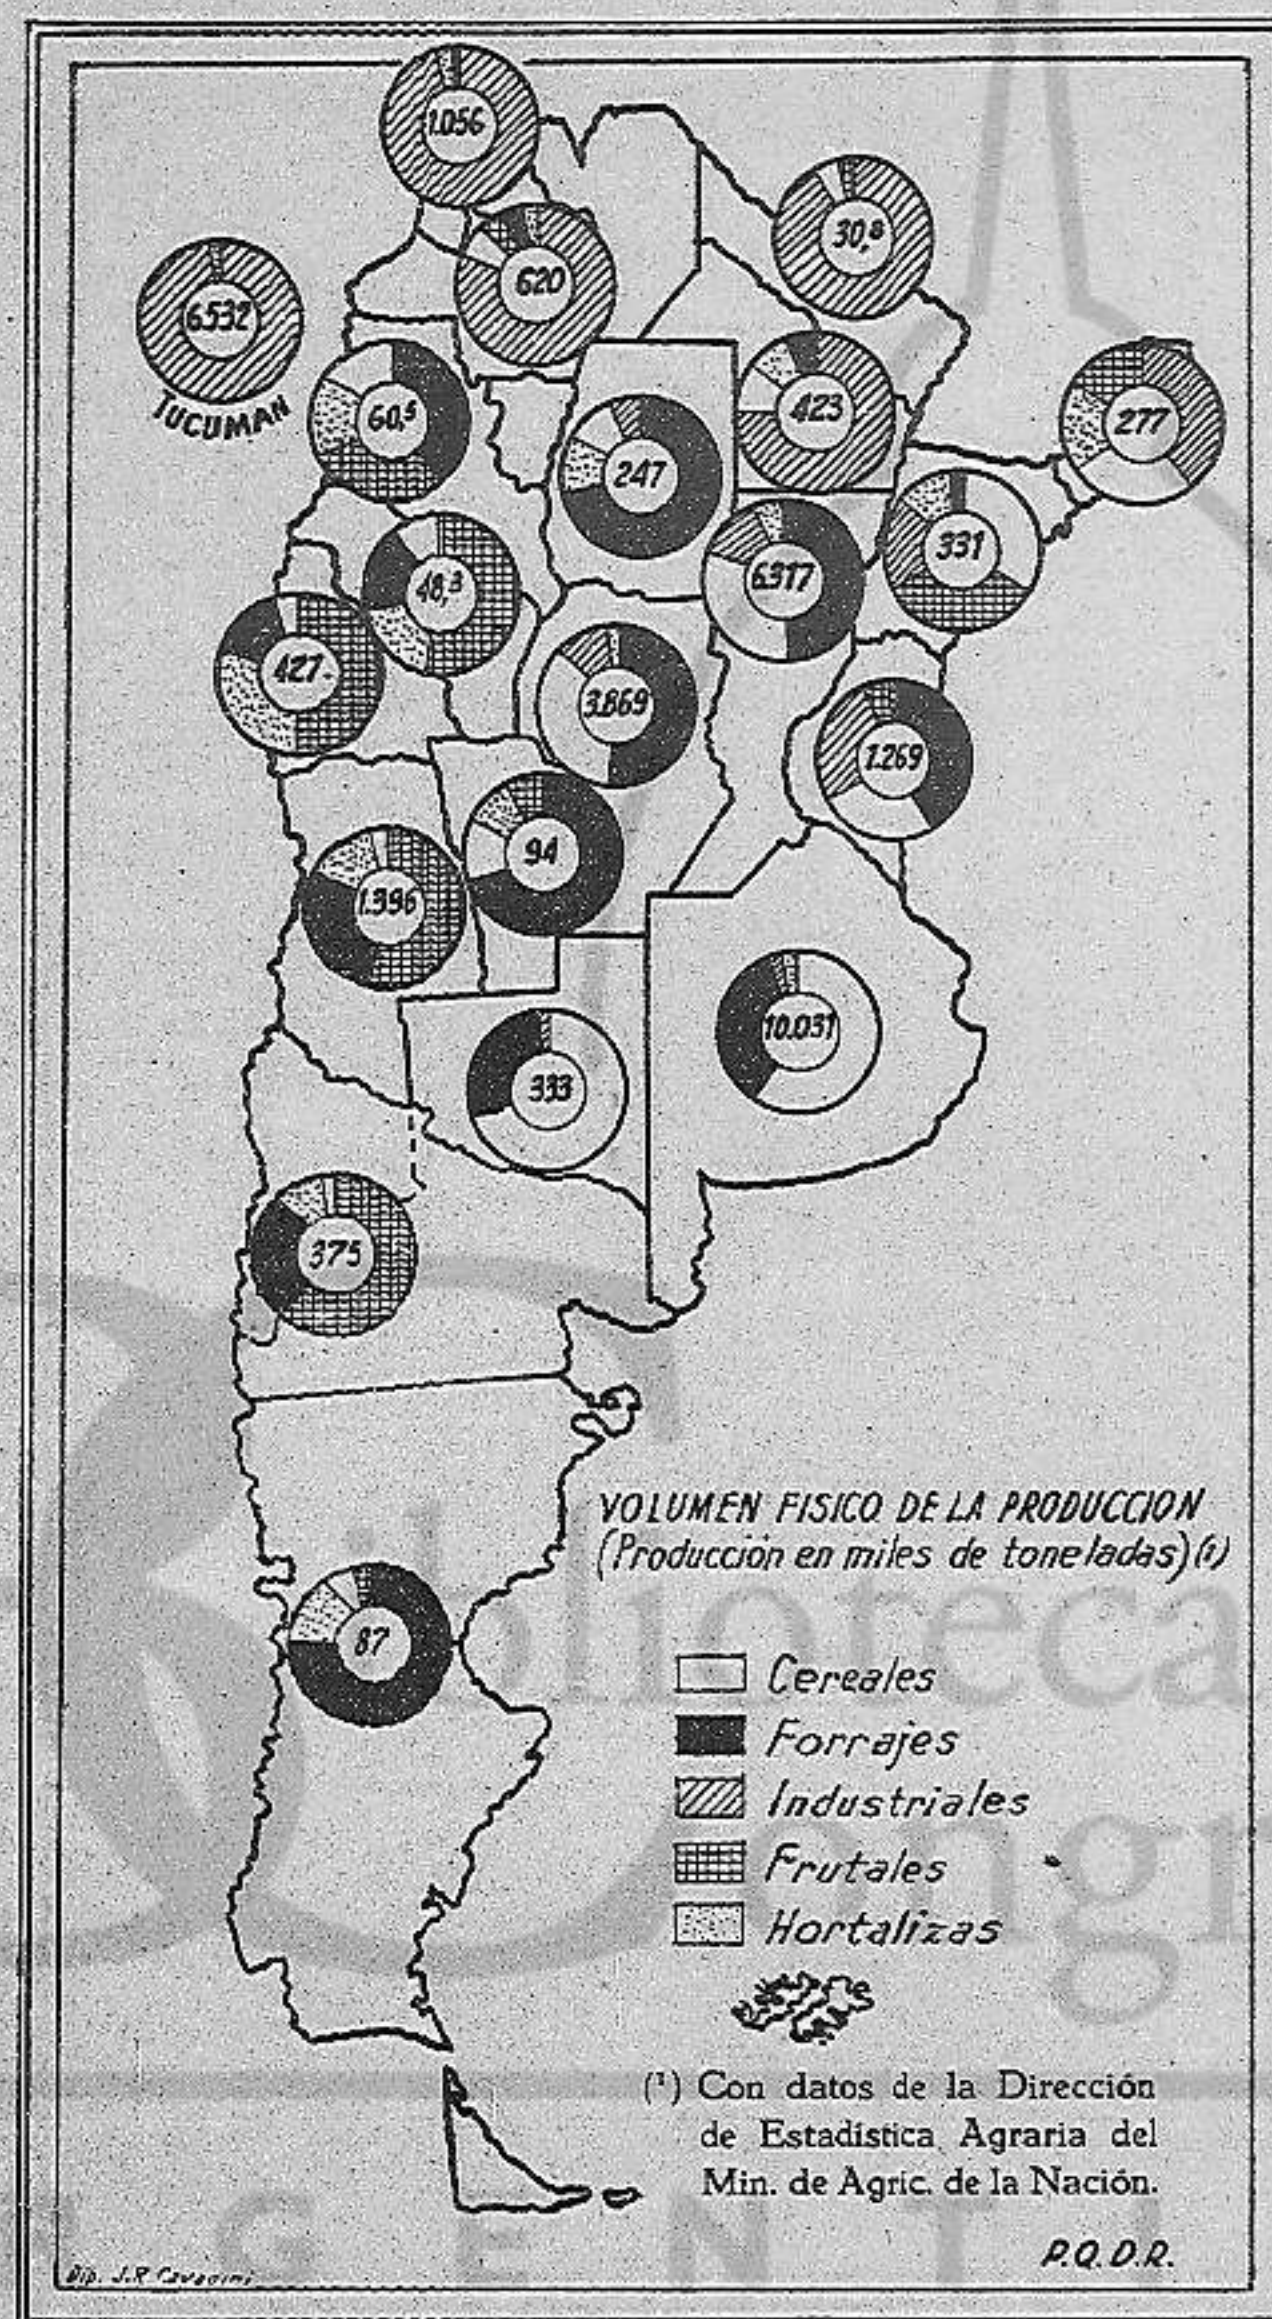 1.056
30,8
620
6.532
TUCUMAN
60,5
423
277
247
331
48,3
6.317
427
3.869
1.269
94
1.396
10.031
333
375
87
VOLUMEN FISICO DE LA PRODUCCION
(Producción en miles de toneladas)(1)
Cereales
Forrajes
Industriales
Frutales
Hortalizas
(1) Con datos de la Dirección
de Estadística Agraria del
Min. de Agric. de la Nación.
P.Q.D.R.
Dip. J.R.
iblioteca
ongr
G E N T I